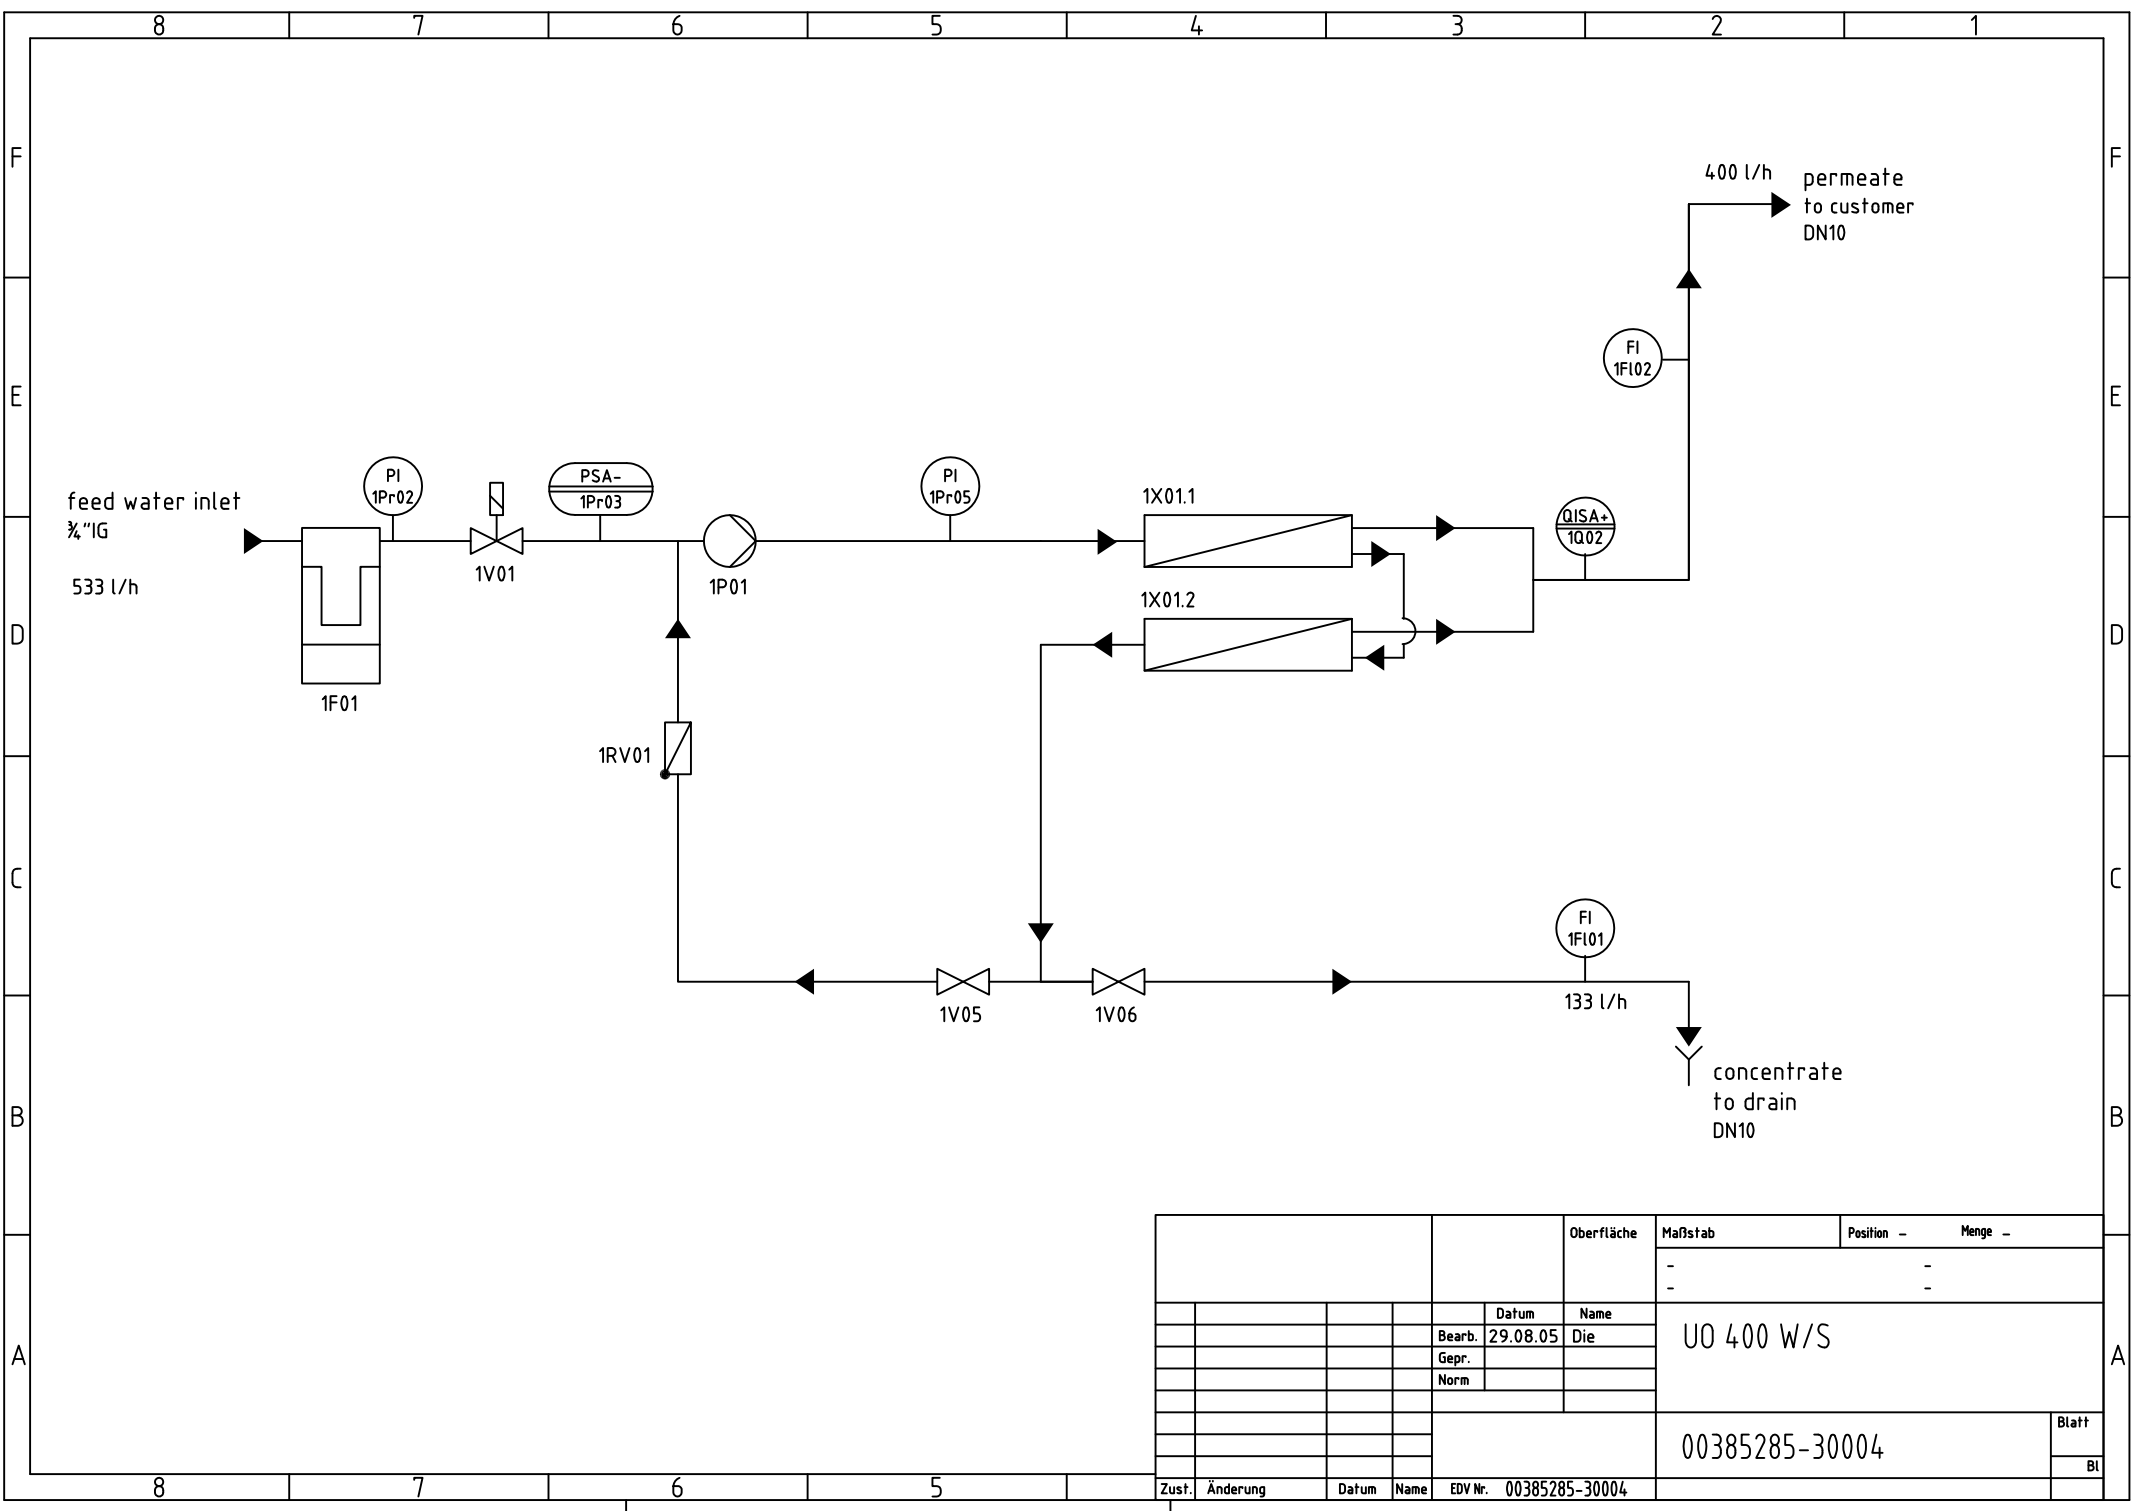 8 7 6 5 4 3 2 1
F F
400 l/h
permeate
to customer
DN10
FI
1Fl02
E E
PI
1Pr02
PSA-
1Pr03
PI
1Pr05
feed water inlet
¾"IG
533 l/h
1X01.1
QISA+
1Q02
1V01
1P01
1X01.2
D D
1F01
1RV01
C C
FI
1Fl01
133 l/h
1V05
1V06
concentrate
to drain
DN10
B B
Oberfläche
Maßstab
Position -
Menge -
- -
- -
Datum Name
Bearb. 29.08.05 Die
Gepr.
Norm
UO 400 W/S
A A
Blatt
00385285-30004
Bl
Zust. Änderung Datum Name EDV Nr. 00385285-30004
8 7 6 5